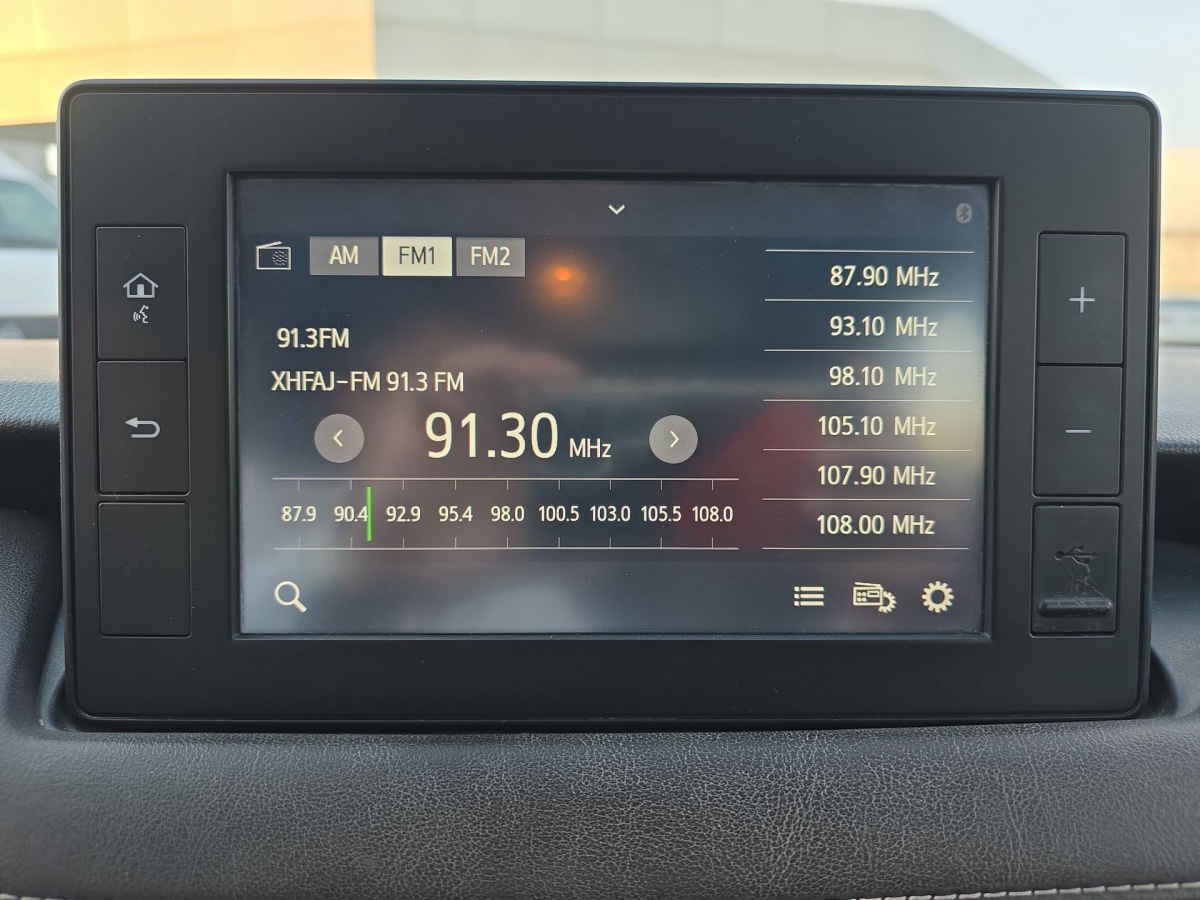 AM FM1 FM2
91.3FM
XHFAJ-FM 91.3 FM
91.30 MHz
87.9 90.4 92.9 95.4 98.0 100.5 103.0 105.5 108.0
87.90 MHz
93.10 MHz
98.10 MHz
105.10 MHz
107.90 MHz
108.00 MHz